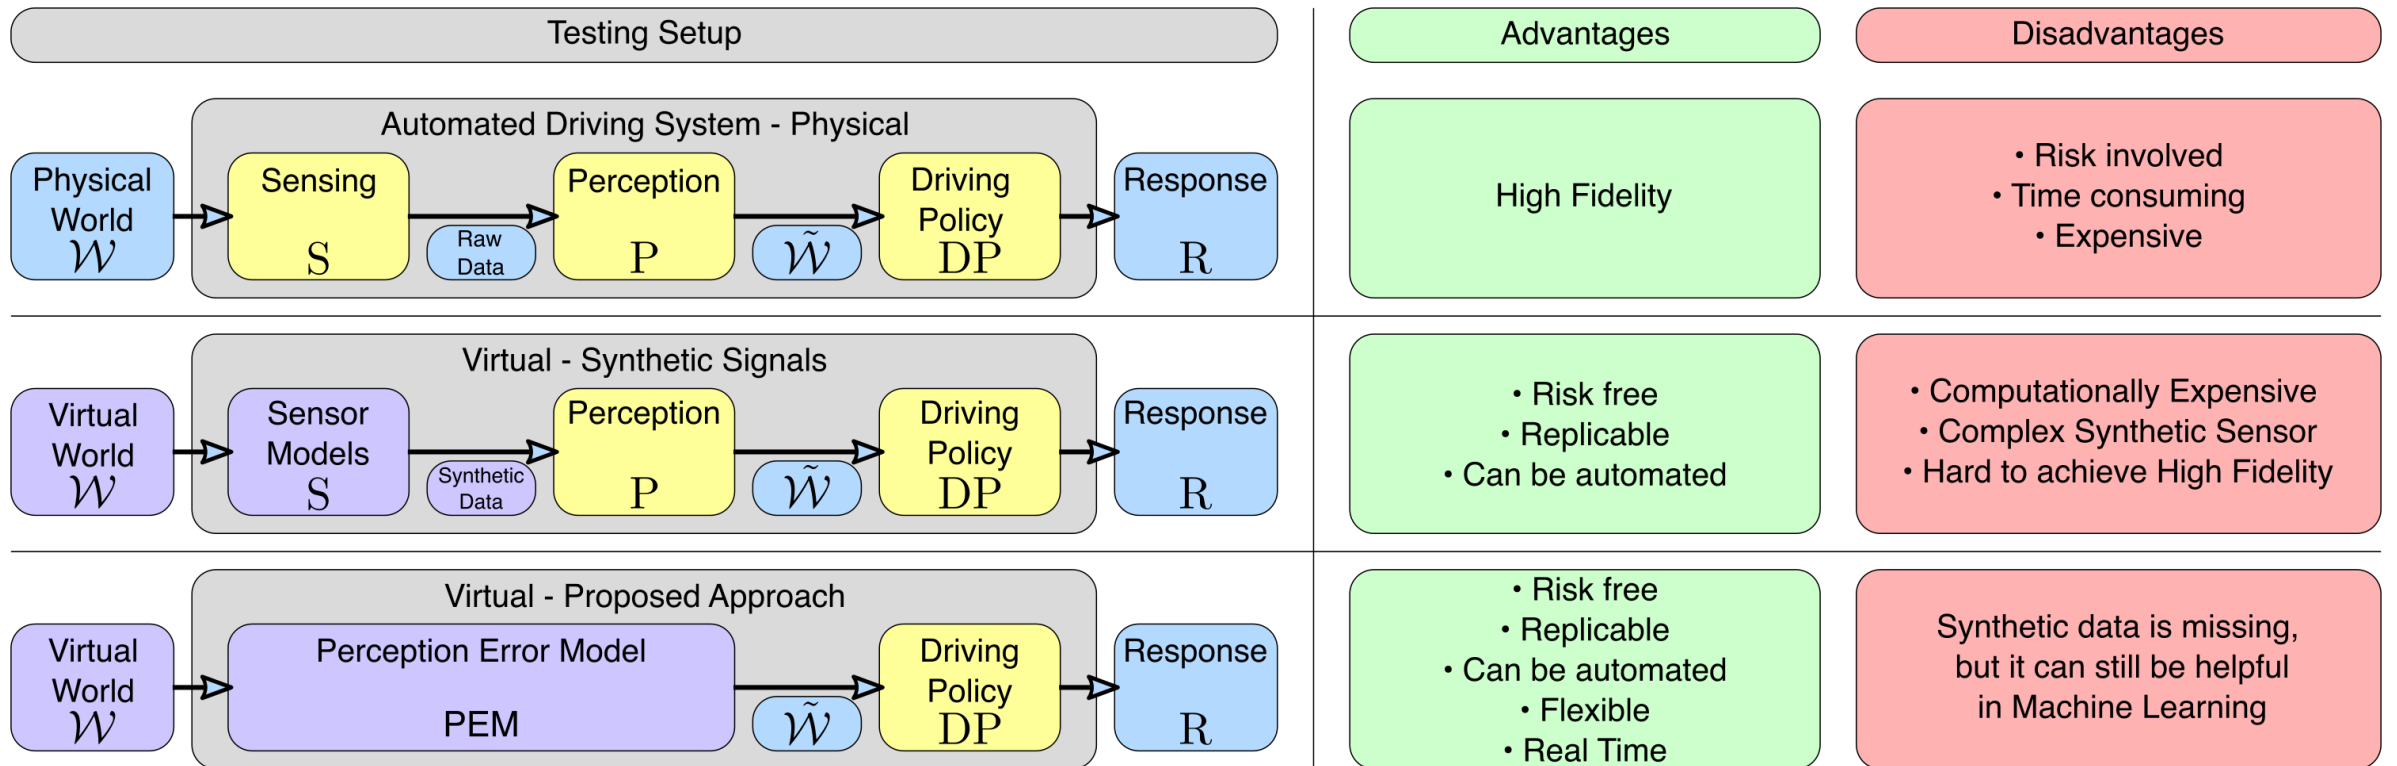 Testing Setup
Advantages
Disadvantages
Automated Driving System - Physical
Physical
World
𝒲
Sensing
S
Raw
Data
Perception
P
𝒲̃
Driving
Policy
DP
Response
R
High Fidelity
• Risk involved
• Time consuming
• Expensive
Virtual - Synthetic Signals
Virtual
World
𝒲
Sensor
Models
S
Synthetic
Data
Perception
P
𝒲̃
Driving
Policy
DP
Response
R
• Risk free
• Replicable
• Can be automated
• Computationally Expensive
• Complex Synthetic Sensor
• Hard to achieve High Fidelity
Virtual - Proposed Approach
Virtual
World
𝒲
Perception Error Model
PEM
𝒲̃
Driving
Policy
DP
Response
R
• Risk free
• Replicable
• Can be automated
• Flexible
• Real Time
Synthetic data is missing,
but it can still be helpful
in Machine Learning